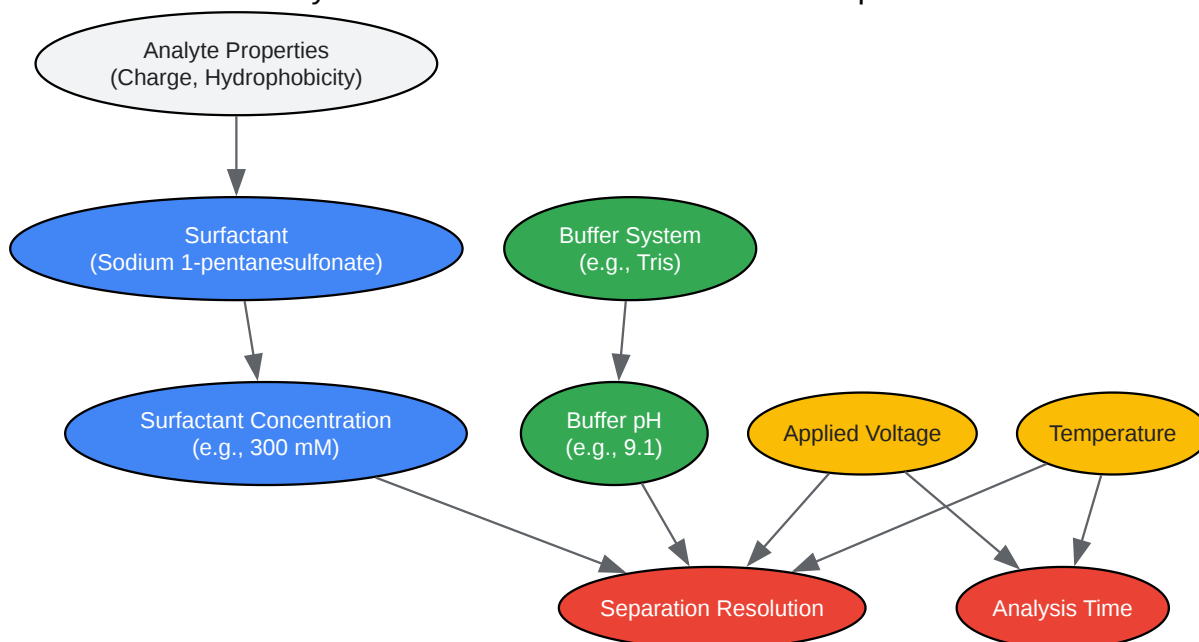 Analyte Properties
(Charge, Hydrophobicity)
Surfactant
(Sodium 1-pentanesulfonate)
Buffer System
(e.g., Tris)
Surfactant Concentration
(e.g., 300 mM)
Buffer pH
(e.g., 9.1)
Applied Voltage
Temperature
Separation Resolution
Analysis Time